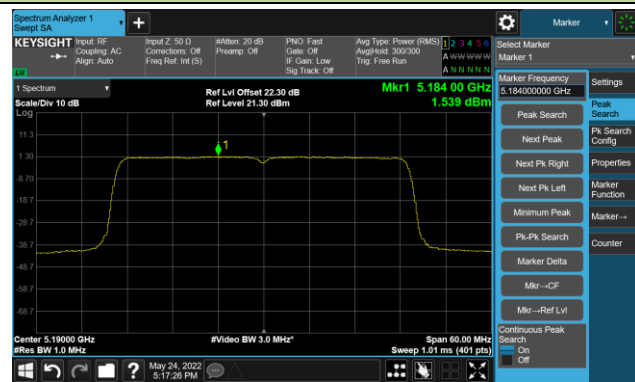 Spectrum Analyzer 1
Swept SA
KEYSIGHT
Input: RF
Coupling: AC
Align: Auto
Input Z: 50 Ω
Corrections: Off
Freq Ref: Int (S)
#Atten: 20 dB
Preamp: Off
PNO: Fast
Gate: Off
IF Gain: Low
Sig Track: Off
Avg Type: Power (RMS)
Avg|Hold: 300/300
Trig: Free Run
1 2 3 4 5 6
A W W W W W
A N N N N N
1 Spectrum
Scale/Div 10 dB
Log
Ref Lvl Offset 22.30 dB
Ref Level 21.30 dBm
Mkr1 5.184 00 GHz
1.539 dBm
11.3
1.30
-8.70
-18.7
-28.7
-38.7
-48.7
-58.7
-68.7
1
Center 5.19000 GHz
#Res BW 1.0 MHz
#Video BW 3.0 MHz*
Span 60.00 MHz
Sweep 1.01 ms (401 pts)
May 24, 2022
5:17:26 PM
Marker
Select Marker
Marker 1
Marker Frequency
5.184000000 GHz
Peak Search
Next Peak
Next Pk Right
Next Pk Left
Minimum Peak
Pk-Pk Search
Marker Delta
Mkr→CF
Mkr→Ref Lvl
Continuous Peak
Search
On
Off
Settings
Peak
Search
Pk Search
Config
Properties
Marker
Function
Marker→
Counter